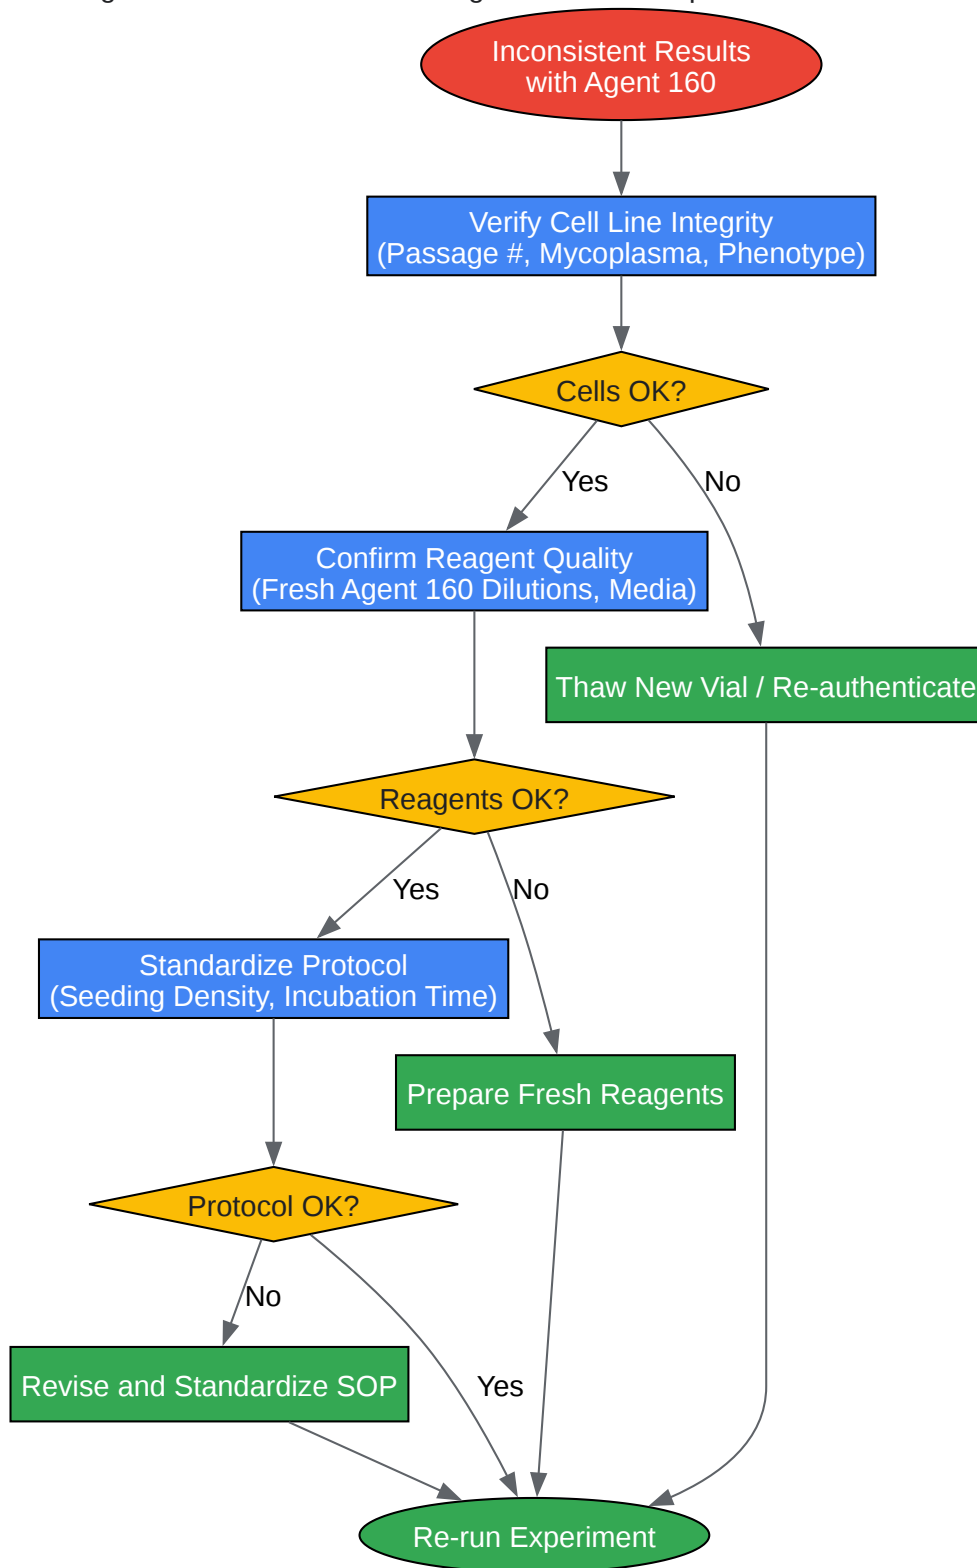 Inconsistent Results
with Agent 160
Verify Cell Line Integrity
(Passage #, Mycoplasma, Phenotype)
Cells OK?
Yes
No
Confirm Reagent Quality
(Fresh Agent 160 Dilutions, Media)
Thaw New Vial / Re-authenticate
Reagents OK?
Yes
No
Standardize Protocol
(Seeding Density, Incubation Time)
Prepare Fresh Reagents
Protocol OK?
No
Yes
Revise and Standardize SOP
Re-run Experiment